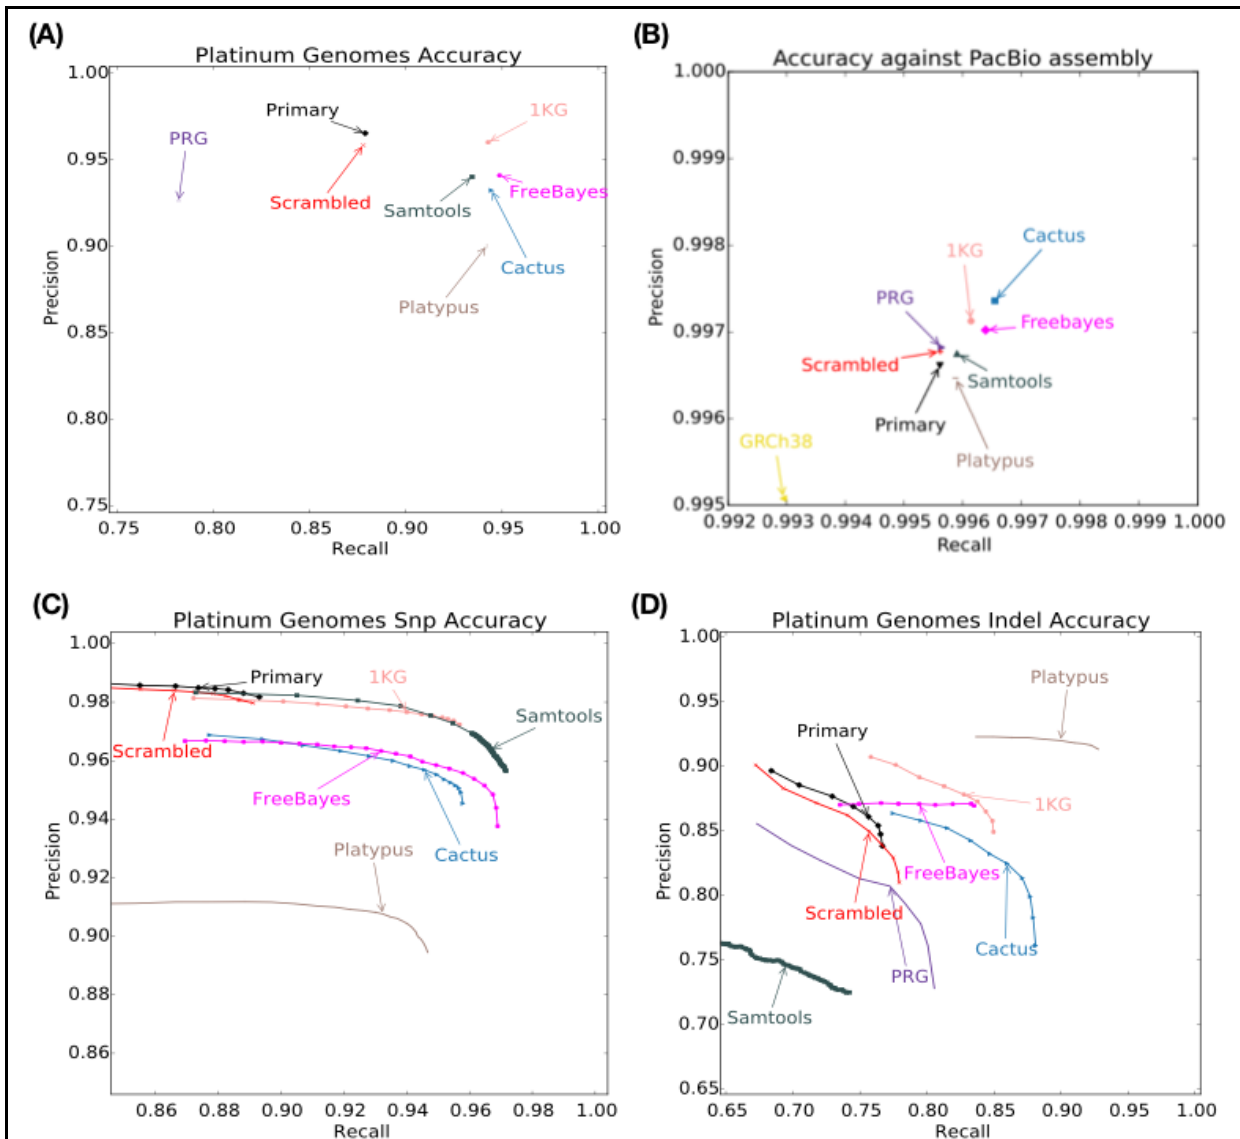 (A)
Platinum Genomes Accuracy
1.00
0.95
0.90
0.85
0.80
0.75
Precision
Primary
1KG
PRG
Scrambled
Samtools
FreeBayes
Cactus
Platypus
0.75 0.80 0.85 0.90 0.95 1.00
Recall
(B)
Accuracy against PacBio assembly
1.000
0.999
0.998
0.997
0.996
0.995
Precision
Cactus
1KG
PRG
Freebayes
Scrambled
Samtools
Primary
GRCh38
Platypus
0.992 0.993 0.994 0.995 0.996 0.997 0.998 0.999 1.000
Recall
(C)
Platinum Genomes Snp Accuracy
1.00
0.98
0.96
0.94
0.92
0.90
0.88
0.86
Precision
Primary
1KG
Samtools
Scrambled
FreeBayes
Cactus
Platypus
0.86 0.88 0.90 0.92 0.94 0.96 0.98 1.00
Recall
(D)
Platinum Genomes Indel Accuracy
1.00
0.95
0.90
0.85
0.80
0.75
0.70
0.65
Precision
Platypus
Primary
1KG
FreeBayes
Scrambled
Cactus
PRG
Samtools
0.65 0.70 0.75 0.80 0.85 0.90 0.95 1.00
Recall